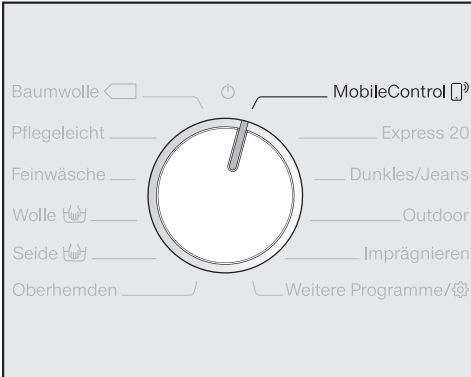 Baumwolle
MobileControl
Pflegeleicht
Express 20
Feinwäsche
Dunkles/Jeans
Wolle
Outdoor
Seide
Imprägnieren
Oberhemden
Weitere Programme/